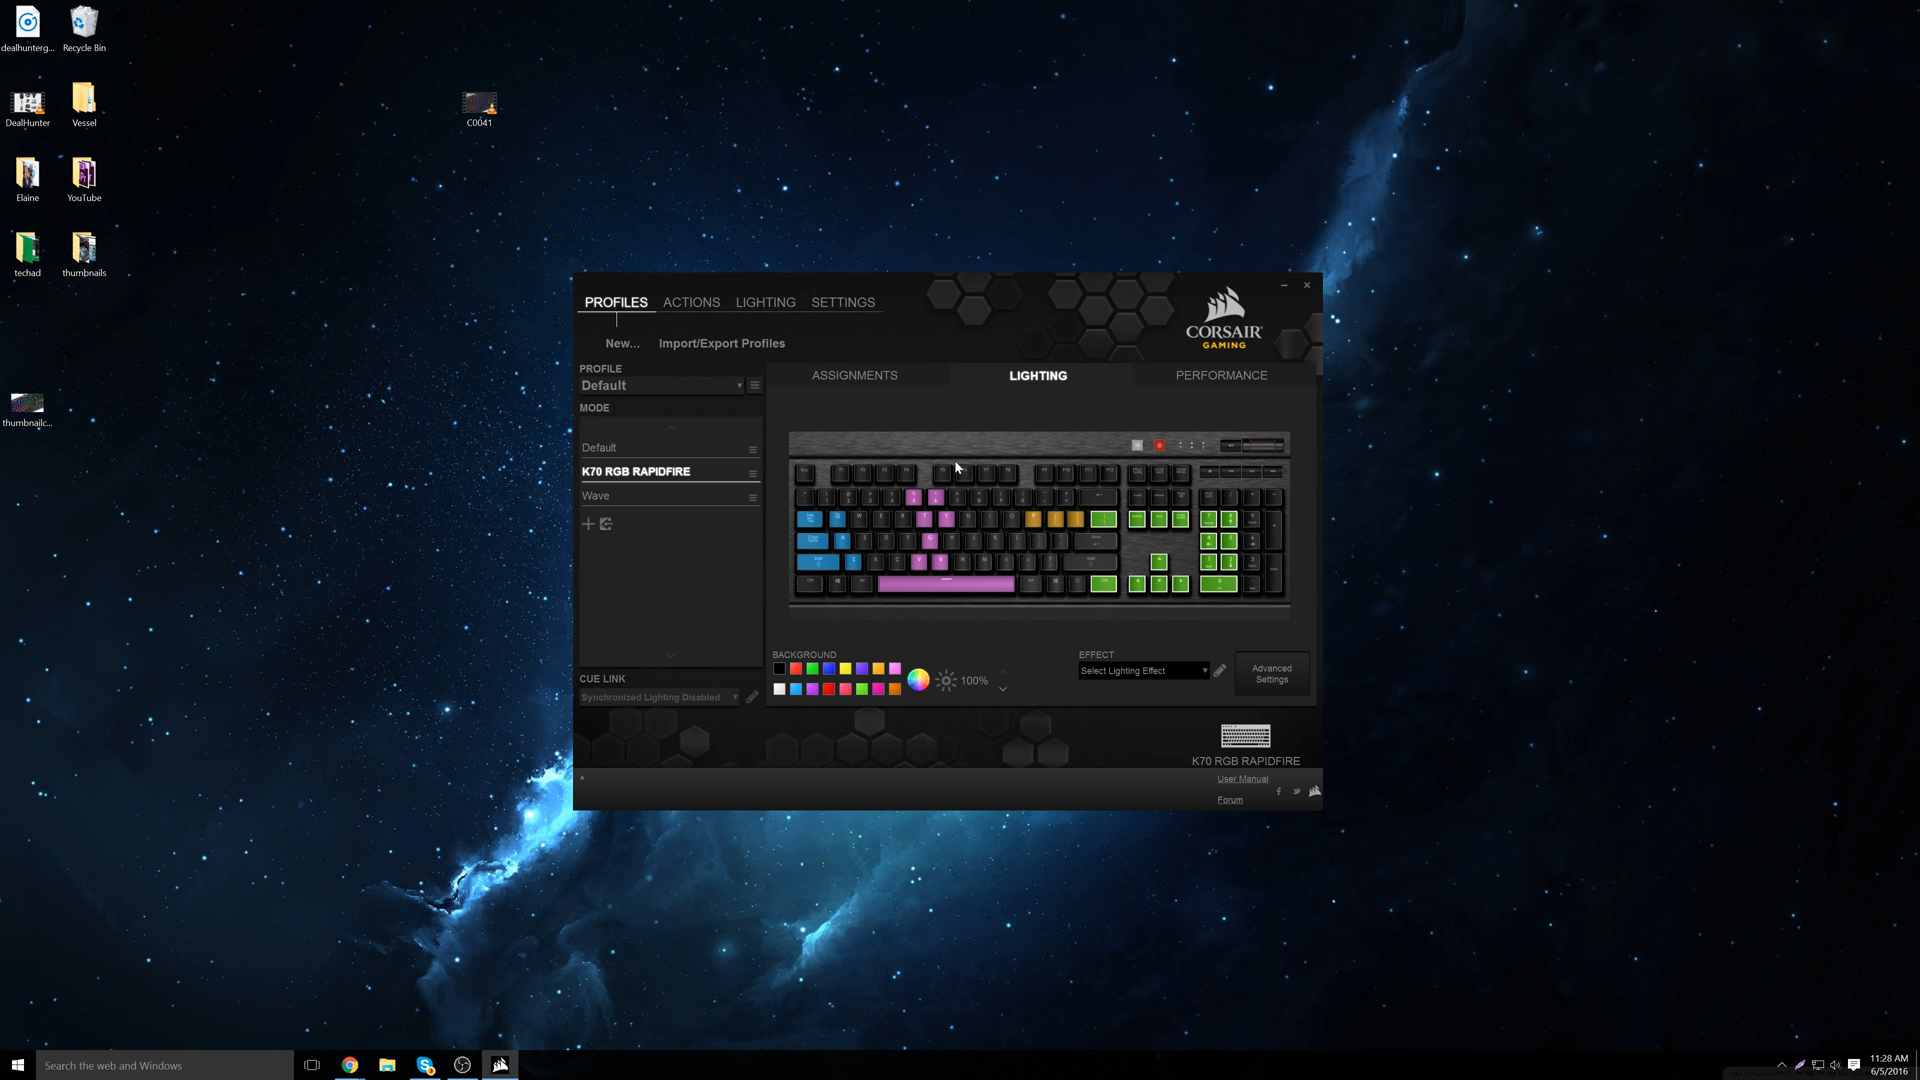 dealhunterg...
Recycle Bin
DealHunter
Vessel
C0041
Elaine
YouTube
techad
thumbnails
thumbnailc...
PROFILES
ACTIONS
LIGHTING
SETTINGS
CORSAIR
GAMING
New...
Import/Export Profiles
PROFILE
Default
MODE
Default
K70 RGB RAPIDFIRE
Wave
CUE LINK
Synchronized Lighting Disabled
ASSIGNMENTS
LIGHTING
PERFORMANCE
BACKGROUND
100%
EFFECT
Select Lighting Effect
Advanced
Settings
K70 RGB RAPIDFIRE
User Manual
Forum
Search the web and Windows
11:28 AM
6/5/2016